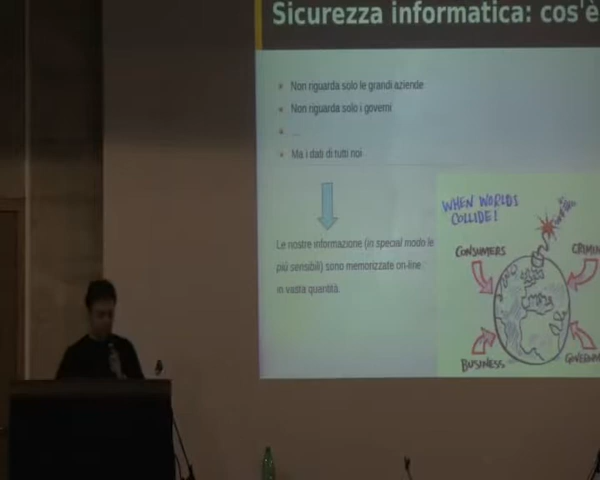 Sicurezza informatica: cos'è
Non riguarda solo le grandi aziende
Non riguarda solo i governi
...
Ma i dati di tutti noi
Le nostre informazione (in special modo le
più sensibili) sono memorizzate on-line
in vasta quantità.
WHEN WORLDS
COLLIDE!
CONSUMERS
BUSINESS